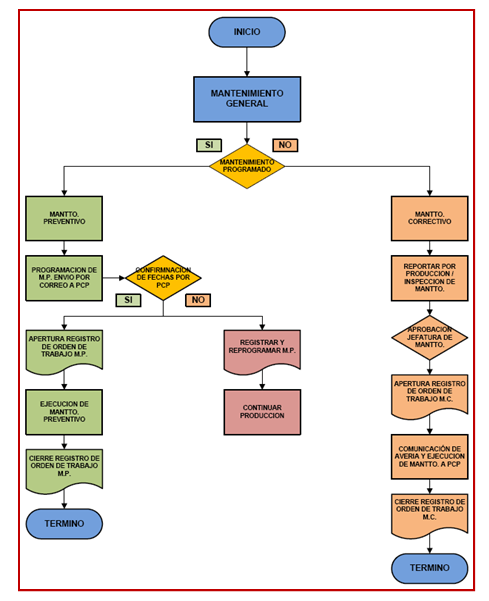 INICIO
MANTENIMIENTO
GENERAL
SI
NO
MANTENIMIENTO
PROGRAMADO
MANTTO.
PREVENTIVO
MANTTO.
CORRECTIVO
PROGRAMACION DE
M.P. ENVIO POR
CORREO A PCP
CONFIRMNACION
DE FECHAS POR
PCP
REPORTAR POR
PRODUCCION /
INSPECCION DE
MANTTO.
SI
NO
APERTURA REGISTRO
DE ORDEN DE
TRABAJO M.P.
REGISTRAR Y
REPROGRAMAR M.P.
APROBACION
JEFATURA DE
MANTTO.
EJECUCION DE
MANTTO.
PREVENTIVO
CONTINUAR
PRODUCCION
APERTURA REGISTRO
DE ORDEN DE
TRABAJO M.C.
CIERRE REGISTRO DE
ORDEN DE TRABAJO
M.P.
COMUNICACIÓN DE
AVERIA Y EJECUCION
DE MANTTO. A PCP
TERMINO
CIERRE REGISTRO DE
ORDEN DE TRABAJO
M.C.
TERMINO